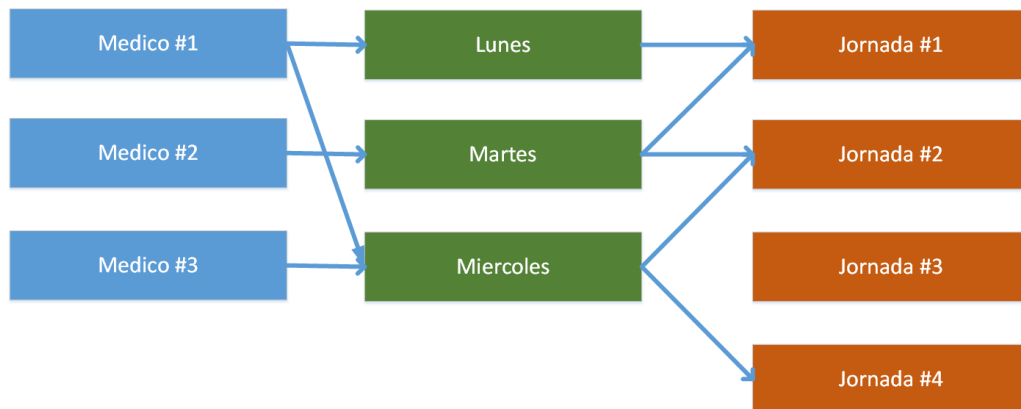 Medico #1
Lunes
Jornada #1
Medico #2
Martes
Jornada #2
Medico #3
Miercoles
Jornada #3
Jornada #4